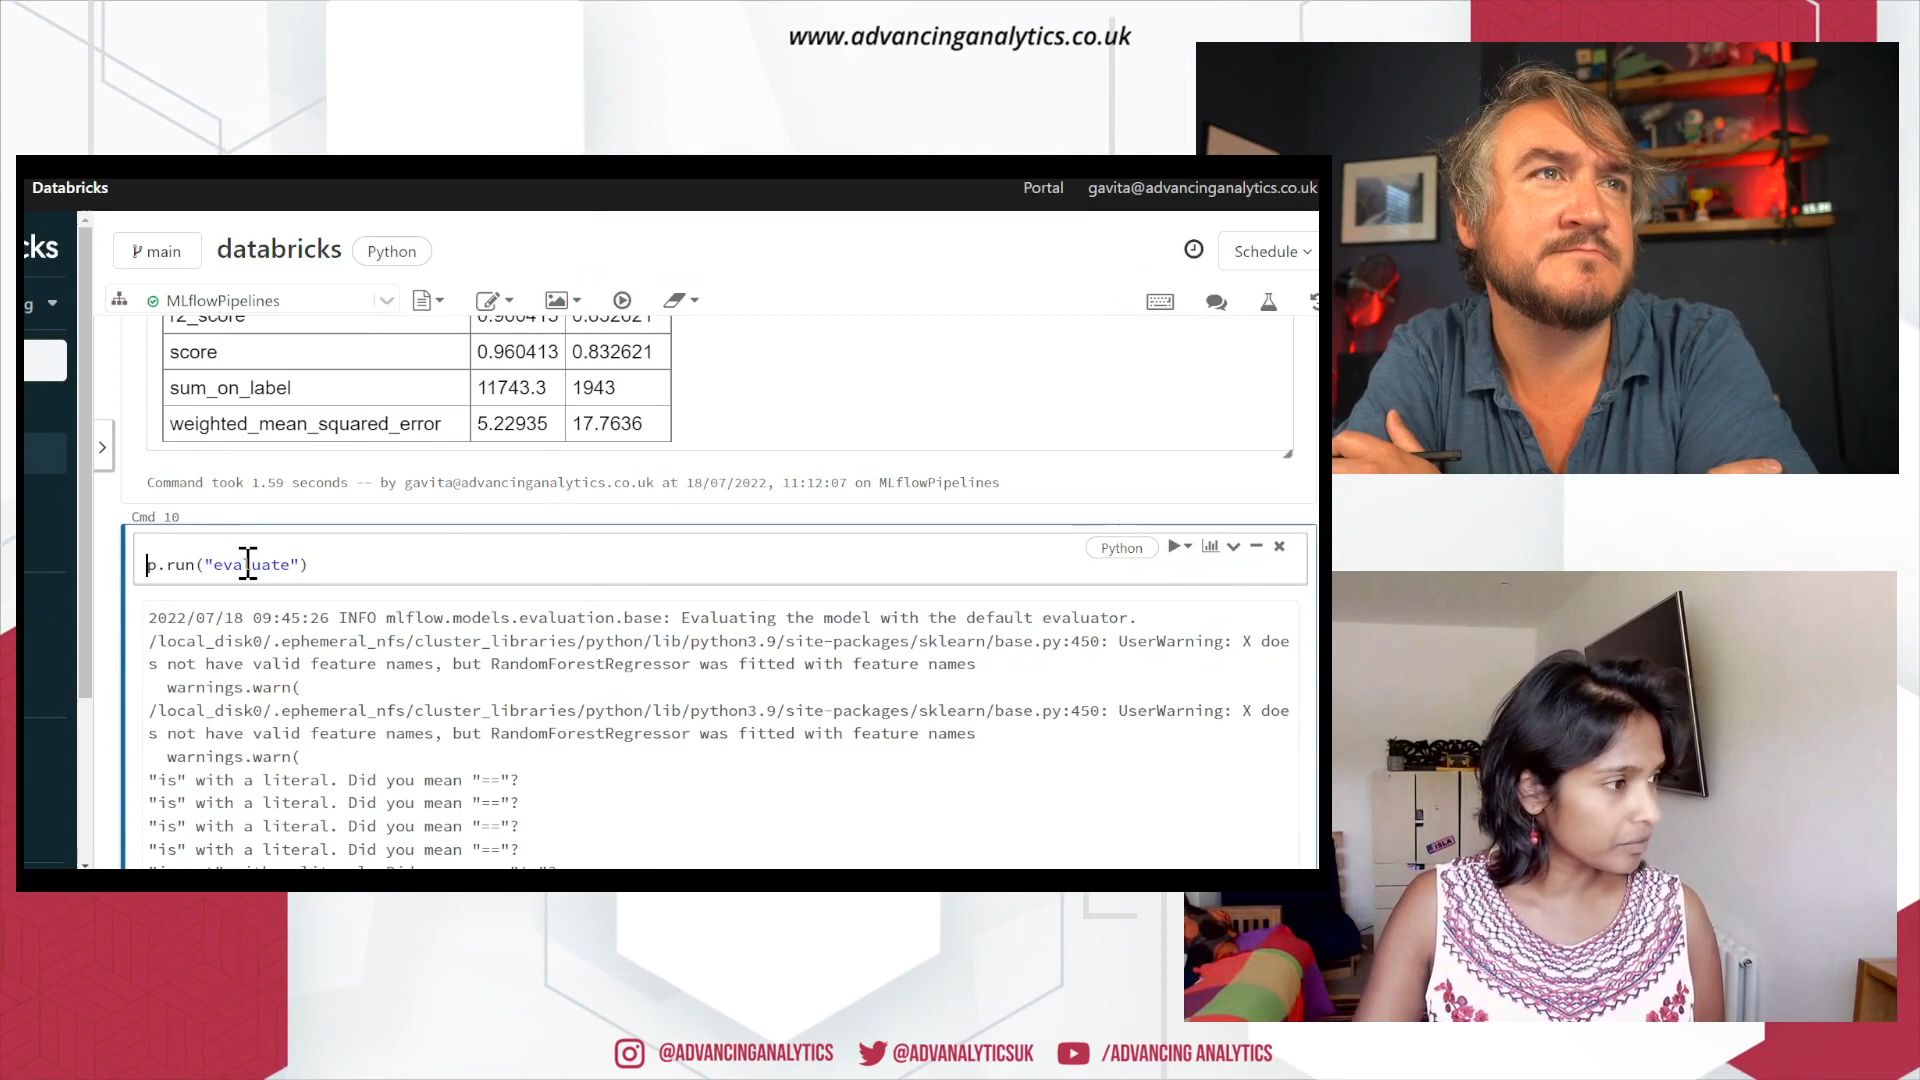 www.advancinganalytics.co.uk
Databricks
Portal
gavita@advancinganalytics.co.uk
cks
main
databricks
Python
Schedule
g
MLflowPipelines
r2_score 0.960413 0.832621
score 0.960413 0.832621
sum_on_label 11743.3 1943
weighted_mean_squared_error 5.22935 17.7636
Command took 1.59 seconds -- by gavita@advancinganalytics.co.uk at 18/07/2022, 11:12:07 on MLflowPipelines
Cmd 10
Python
p.run("evaluate")
2022/07/18 09:45:26 INFO mlflow.models.evaluation.base: Evaluating the model with the default evaluator.
/local_disk0/.ephemeral_nfs/cluster_libraries/python/lib/python3.9/site-packages/sklearn/base.py:450: UserWarning: X doe
s not have valid feature names, but RandomForestRegressor was fitted with feature names
warnings.warn(
/local_disk0/.ephemeral_nfs/cluster_libraries/python/lib/python3.9/site-packages/sklearn/base.py:450: UserWarning: X doe
s not have valid feature names, but RandomForestRegressor was fitted with feature names
warnings.warn(
"is" with a literal. Did you mean "=="?
"is" with a literal. Did you mean "=="?
"is" with a literal. Did you mean "=="?
"is" with a literal. Did you mean "=="?
ISLA
@ADVANCINGANALYTICS
@ADVANALYTICSUK
/ADVANCING ANALYTICS